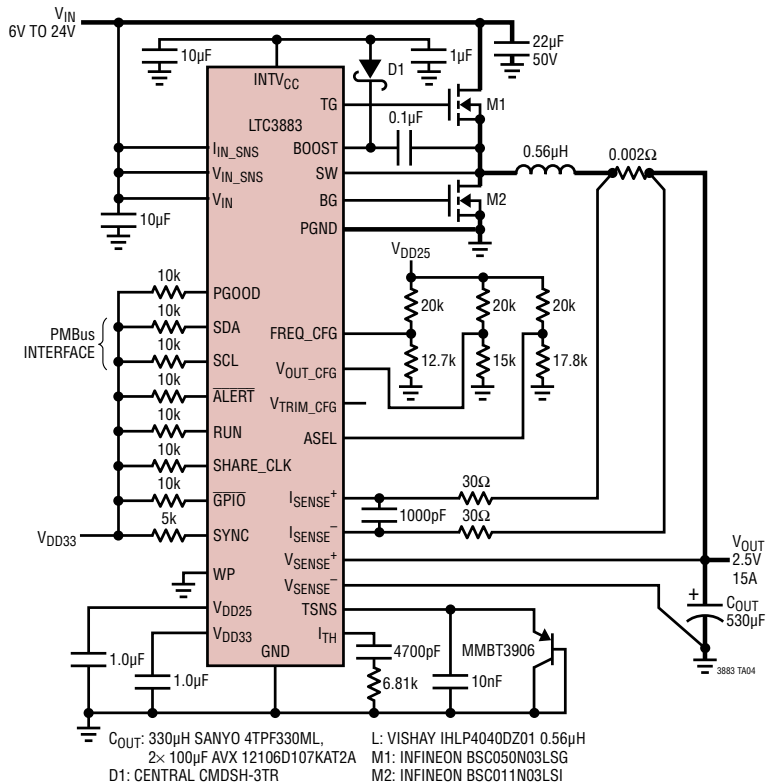 VIN
6V TO 24V
10µF
1µF
D1
22µF
50V
INTVCC
LTC3883
TG
M1
0.1µF
BOOST
0.56µH
0.002Ω
IIN_SNS
VIN_SNS
VIN
SW
BG
M2
PGND
10µF
VDD25
10k
PGOOD
10k
SDA
PMBus
INTERFACE
10k
SCL
10k
ALERT
10k
RUN
10k
SHARE_CLK
10k
GPIO
5k
VDD33
SYNC
WP
VDD25
VDD33
GND
1.0µF
1.0µF
20k
20k
20k
FREQ_CFG
12.7k
15k
17.8k
VOUT_CFG
VTRIM_CFG
ASEL
30Ω
ISENSE+
1000pF
30Ω
ISENSE–
VSENSE+
VSENSE–
VOUT
2.5V
15A
+
COUT
530µF
TSNS
ITH
4700pF
MMBT3906
6.81k
10nF
3883 TA04
COUT: 330µH SANYO 4TPF330ML,
2× 100µF AVX 12106D107KAT2A
D1: CENTRAL CMDSH-3TR
L: VISHAY IHLP4040DZ01 0.56µH
M1: INFINEON BSC050N03LSG
M2: INFINEON BSC011N03LSI